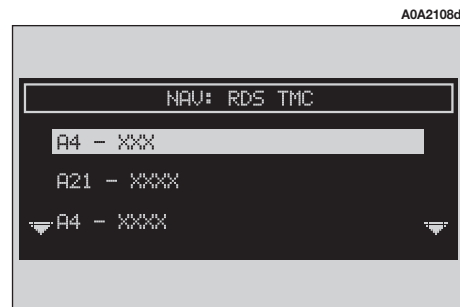 A0A2108d
NAV: RDS TMC
A4 - XXX
A21 - XXXX
A4 - XXXX